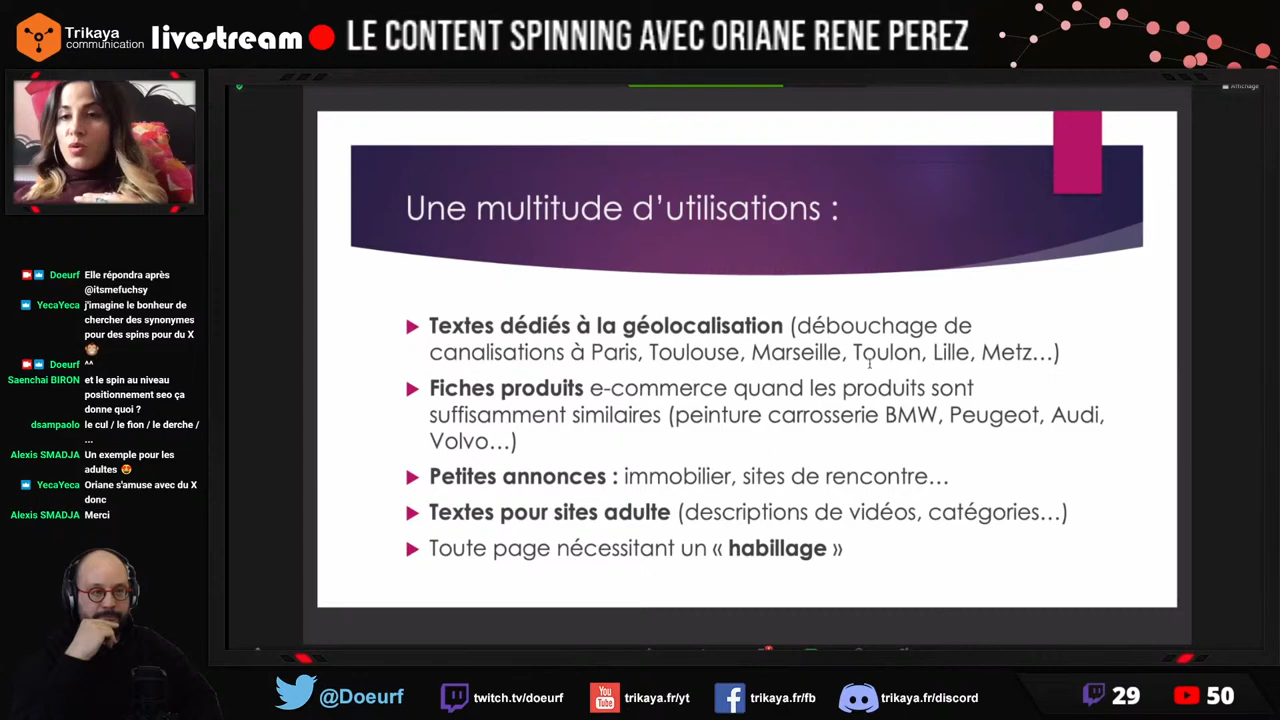 Trikaya
communication
livestream
LE CONTENT SPINNING AVEC ORIANE RENE PEREZ
Affichage
Une multitude d'utilisations :
Textes dédiés à la géolocalisation (débouchage de
canalisations à Paris, Toulouse, Marseille, Toulon, Lille, Metz…)
Fiches produits e-commerce quand les produits sont
suffisamment similaires (peinture carrosserie BMW, Peugeot, Audi,
Volvo…)
Petites annonces : immobilier, sites de rencontre…
Textes pour sites adulte (descriptions de vidéos, catégories…)
Toute page nécessitant un « habillage »
Doeurf Elle répondra après
@itsmefuchsy
YecaYeca j'imagine le bonheur de
chercher des synonymes
pour des spins pour du X
🐵
Doeurf ^^
Saenchai BIRON et le spin au niveau
positionnement seo ça
donne quoi ?
dsampaolo le cul / le fion / le derche /
...
Alexis SMADJA Un exemple pour les
adultes 😍
YecaYeca Oriane s'amuse avec du X
donc
Alexis SMADJA Merci
@Doeurf
twitch.tv/doeurf
You
Tube
trikaya.fr/yt
trikaya.fr/fb
trikaya.fr/discord
29
50